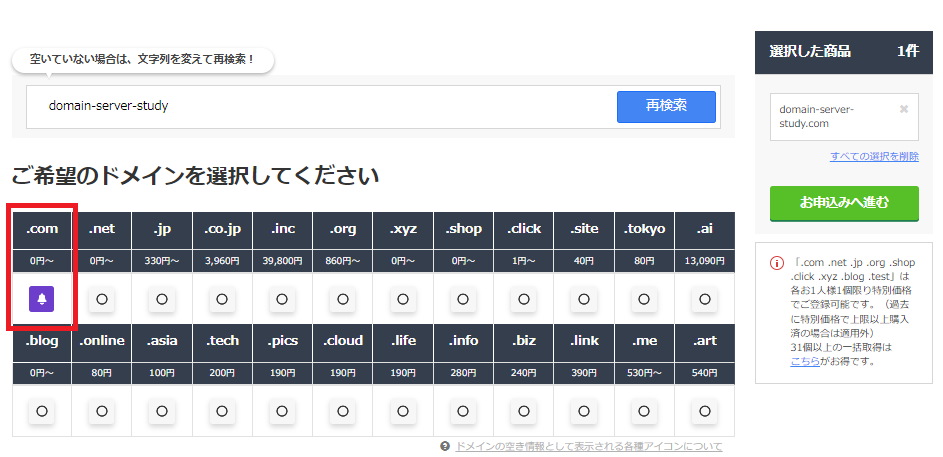 空いていない場合は、文字列を変えて再検索！
domain-server-study
再検索
ご希望のドメインを選択してください
.com .net .jp .co.jp .inc .org .xyz .shop .click .site .tokyo .ai
0円～ 0円～ 330円～ 3,960円 39,800円 860円～ 0円～ 0円～ 1円～ 40円 80円 13,090円
.blog .online .asia .tech .pics .cloud .life .info .biz .link .me .art
0円～ 80円 100円 200円 190円 190円 190円 280円 240円 390円 530円～ 540円
ドメインの空き情報として表示される各種アイコンについて
選択した商品 1件
domain-server-
study.com
すべての選択を削除
お申込みへ進む
「.com .net .jp .org .shop
.click .xyz .blog .test」は
各お1人様1個限り特別価格
でご登録可能です。（過去
に特別価格で上限以上購入
済の場合は適用外）
31個以上の一括取得は
こちらがお得です。